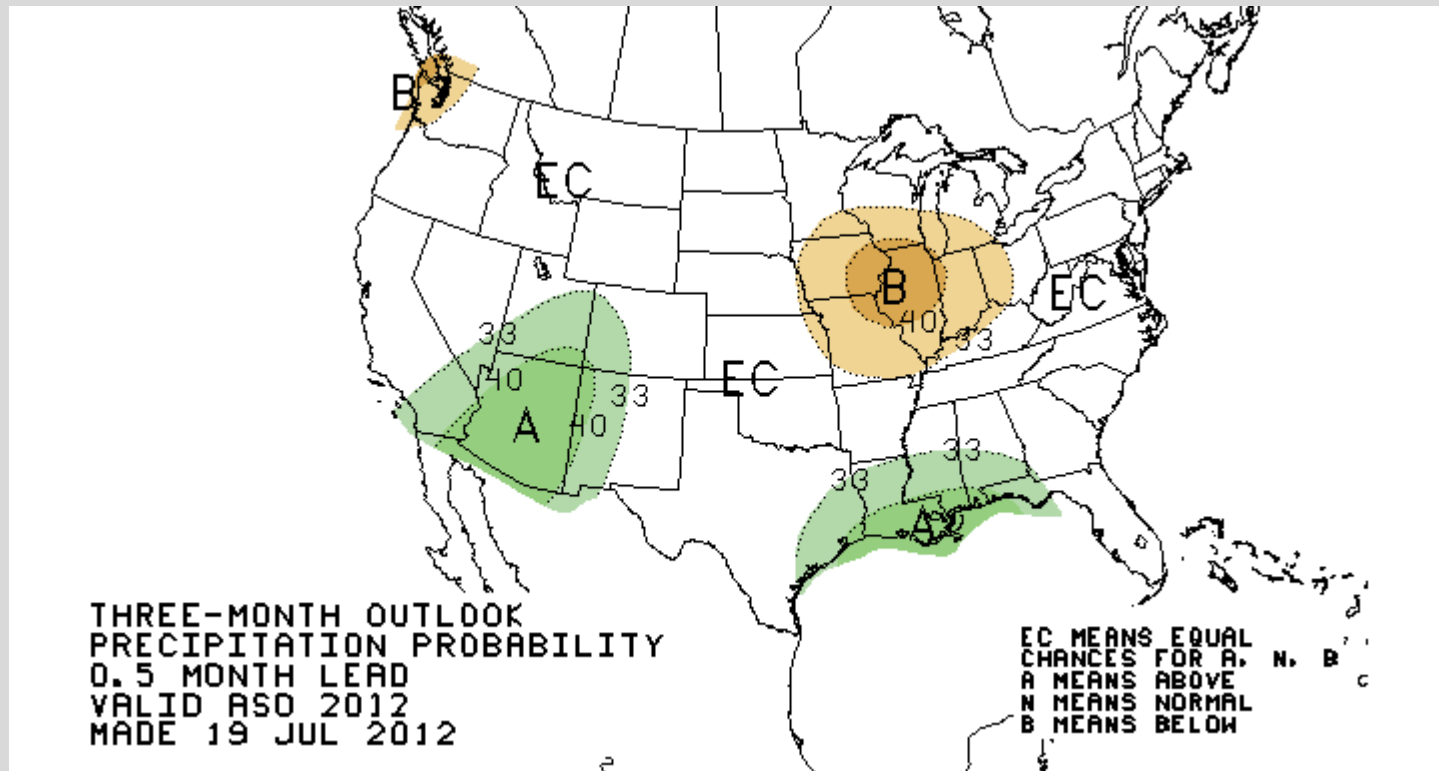 B
EC
B
EC
40
33
33
40
EC
33
A
40
33
33
A
THREE-MONTH OUTLOOK
PRECIPITATION PROBABILITY
0.5 MONTH LEAD
VALID ASO 2012
MADE 19 JUL 2012
EC MEANS EQUAL
CHANCES FOR A, N, B
A MEANS ABOVE
N MEANS NORMAL
B MEANS BELOW